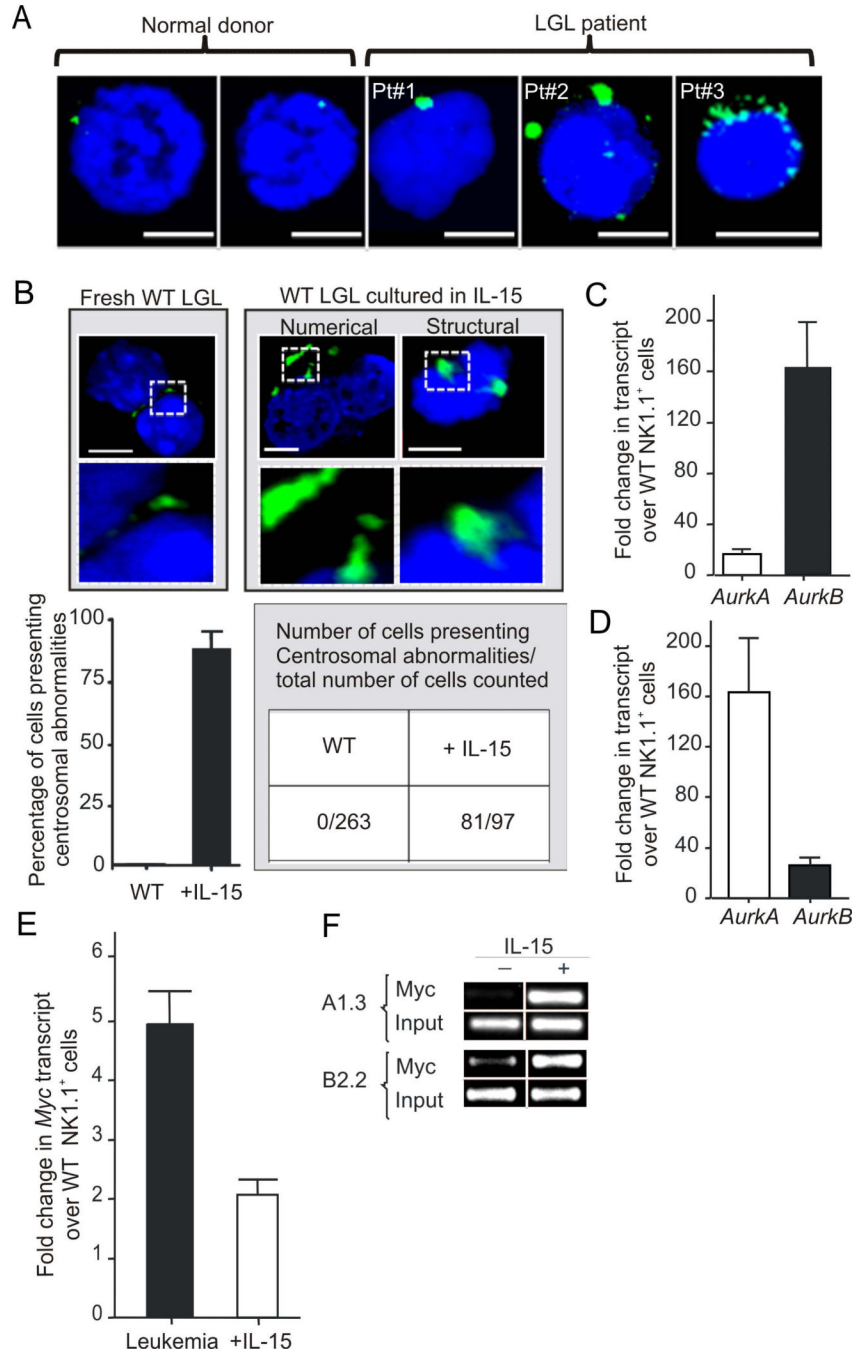 A
Normal donor
LGL patient
Pt#1
Pt#2
Pt#3
B
Fresh WT LGL
WT LGL cultured in IL-15
Numerical
Structural
Percentage of cells presenting
centrosomal abnormalities
100
75
50
25
0
WT
+IL-15
Number of cells presenting
Centrosomal abnormalities/
total number of cells counted
WT
+ IL-15
0/263
81/97
C
Fold change in transcript
over WT NK1.1⁺ cells
200
160
120
80
40
0
AurkA
AurkB
D
Fold change in transcript
over WT NK1.1⁺ cells
200
160
120
80
40
0
AurkA
AurkB
E
Fold change in Myc transcript
over WT NK1.1⁺ cells
6
5
4
3
2
1
0
Leukemia
+IL-15
F
IL-15
– +
A1.3
Myc
Input
B2.2
Myc
Input